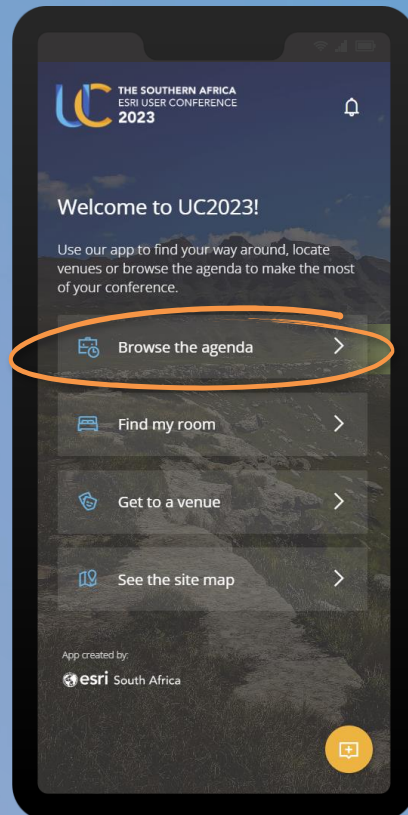 UC
THE SOUTHERN AFRICA
ESRI USER CONFERENCE
2023
Welcome to UC2023!
Use our app to find your way around, locate
venues or browse the agenda to make the most
of your conference.
Browse the agenda
Find my room
Get to a venue
See the site map
App created by:
esri South Africa